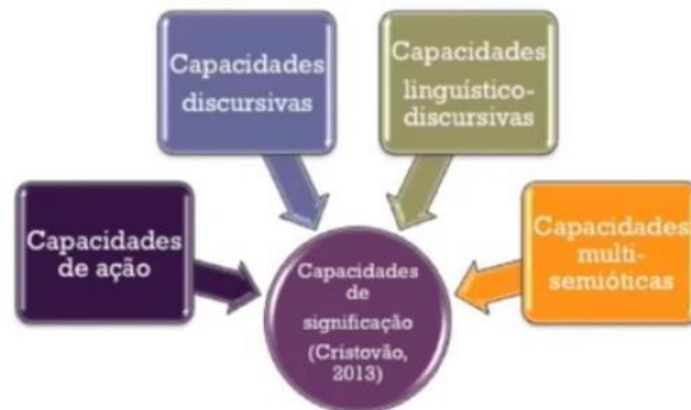 Capacidades
discursivas
Capacidades
linguístico-
discursivas
Capacidades
de ação
Capacidades
de
significação
(Cristovão,
2013)
Capacidades
multi-
semióticas